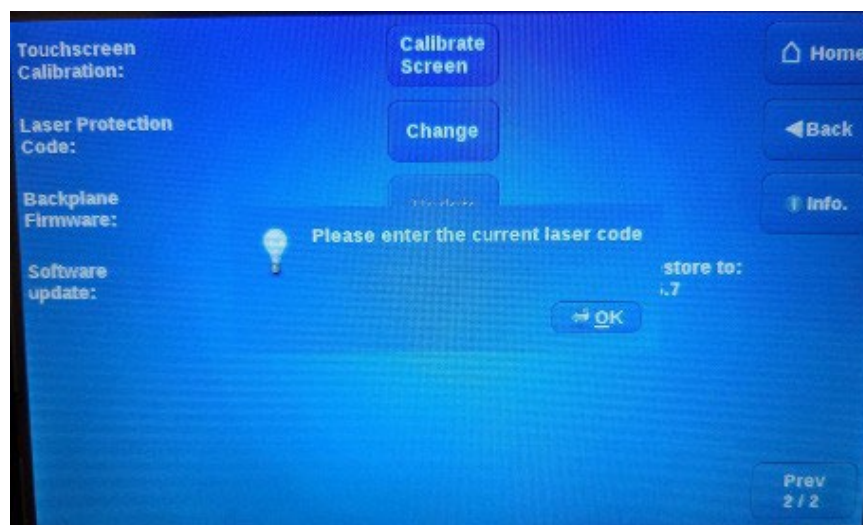 Touchscreen
Calibration:
Calibrate
Screen
Home
Laser Protection
Code:
Change
Back
Backplane
Firmware:
Info.
Please enter the current laser code
Software
update:
store to:
.7
OK
Prev
2 / 2